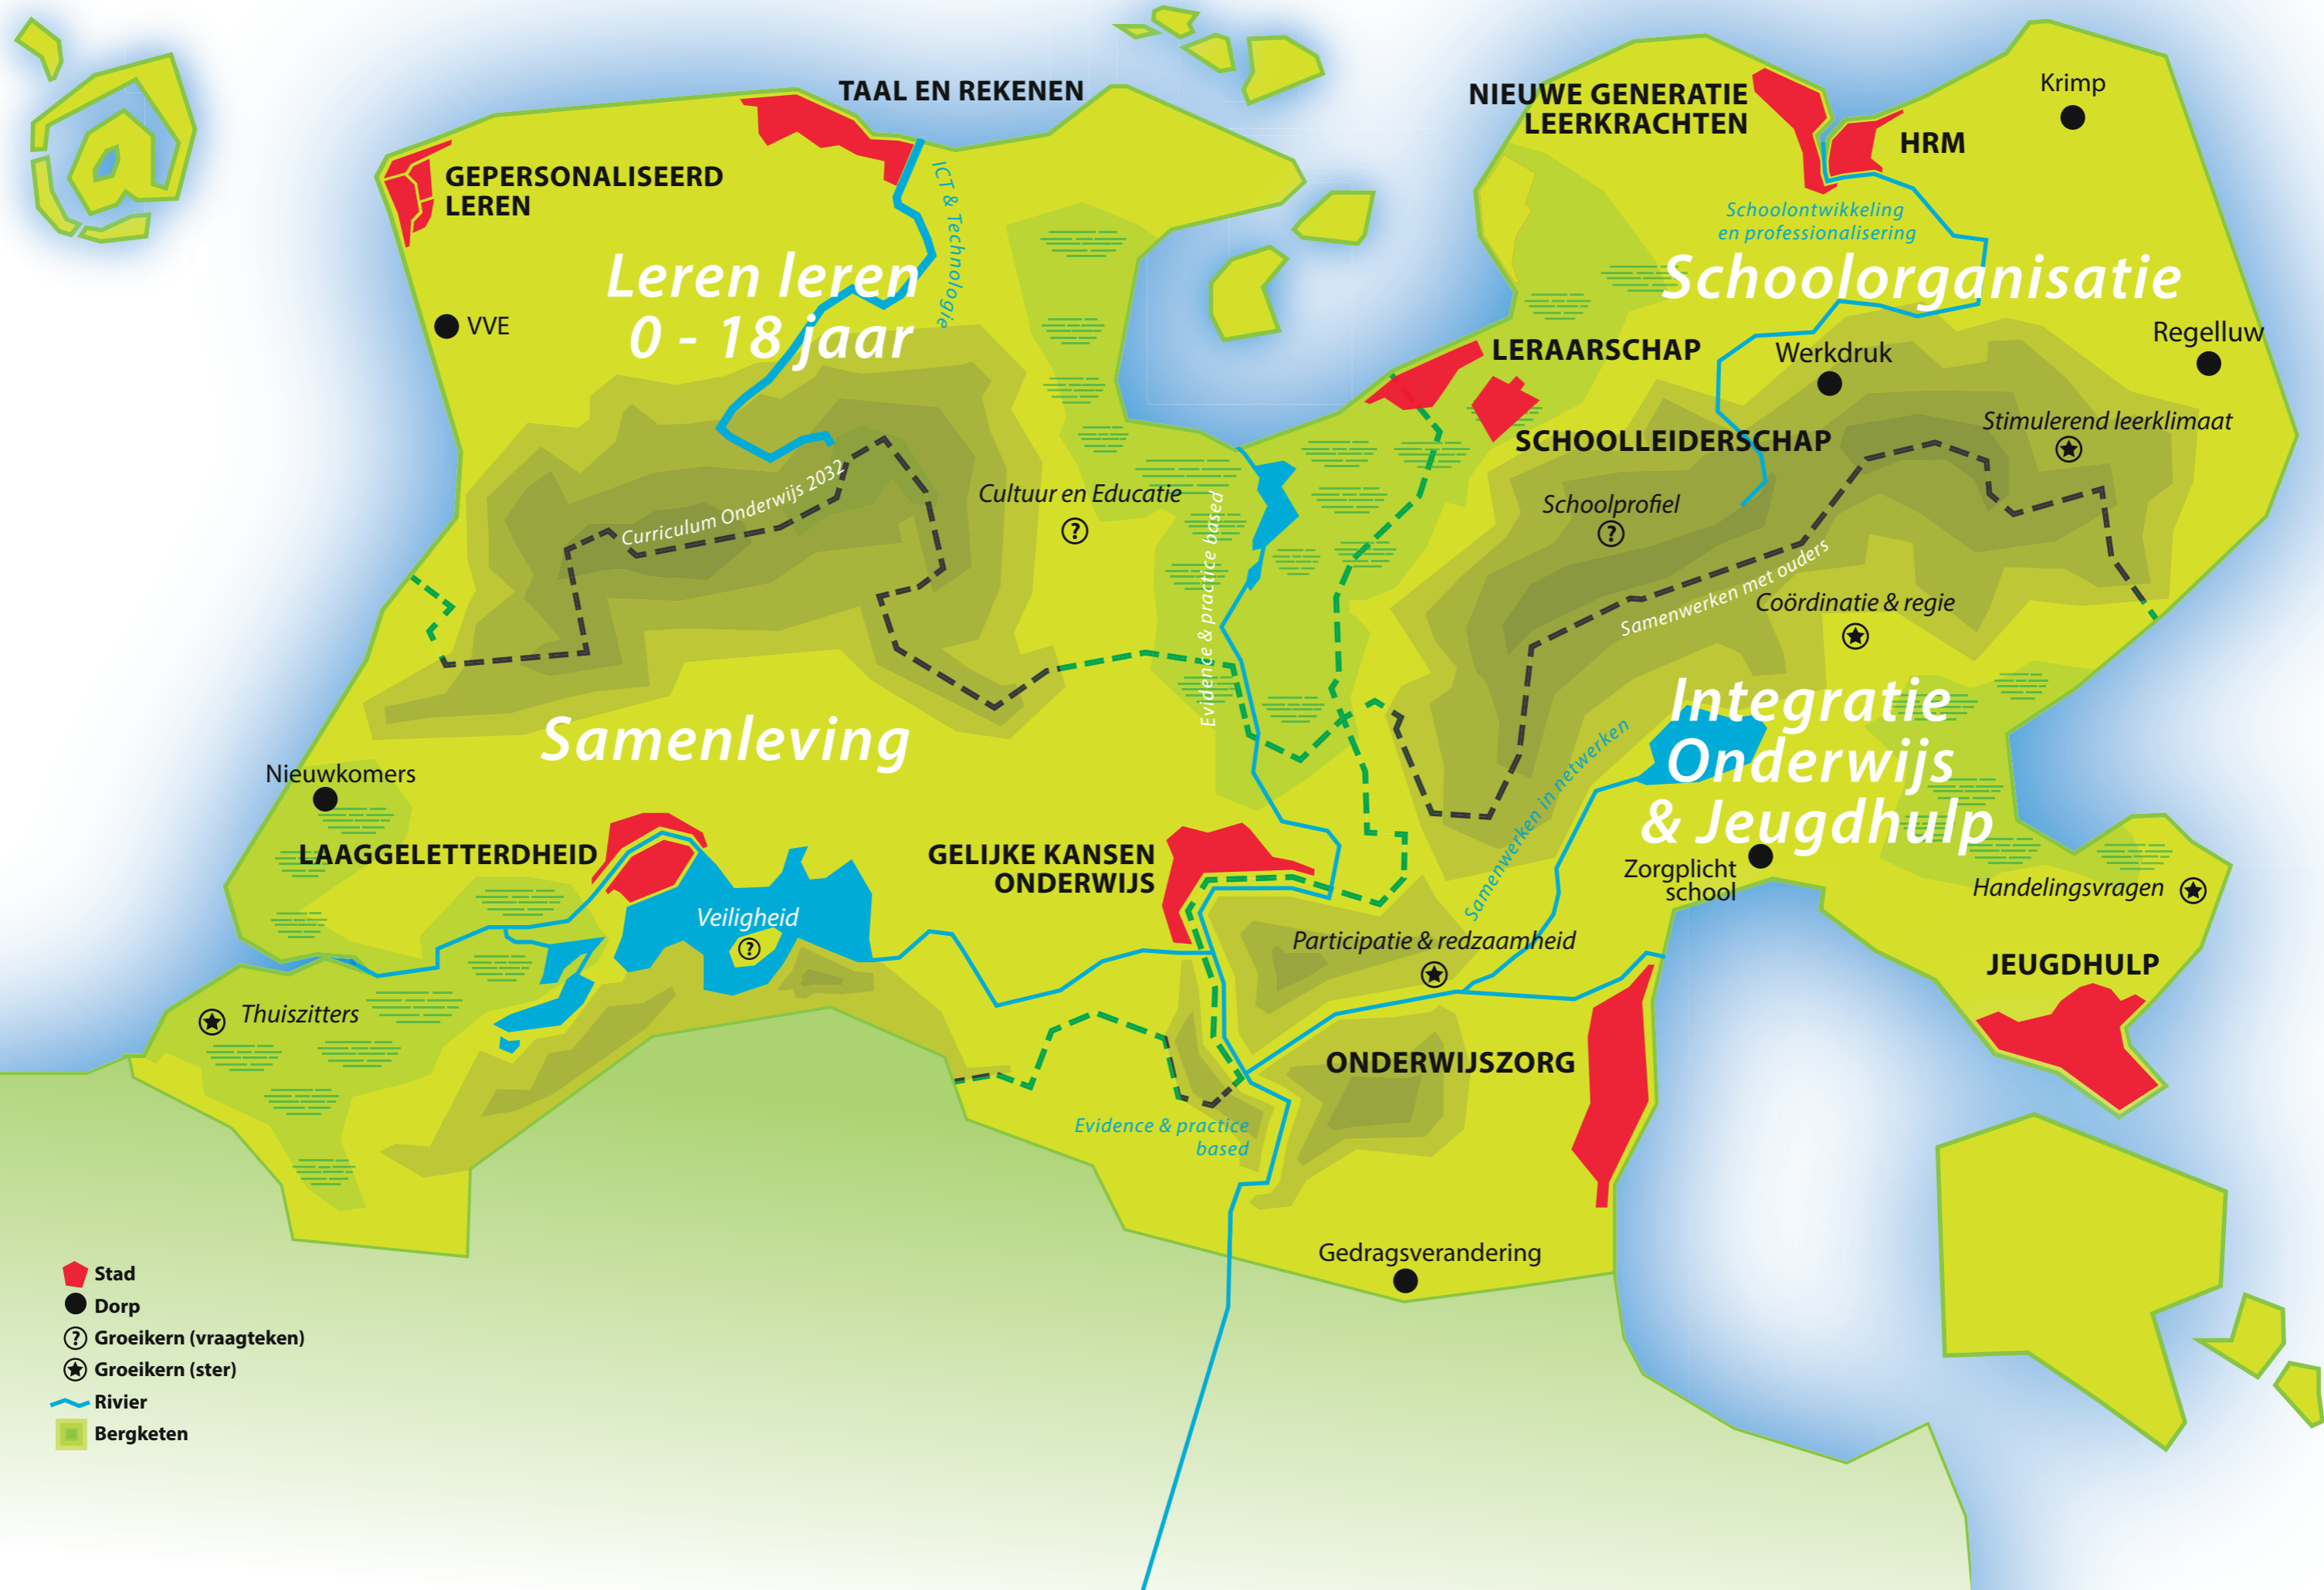 TAAL EN REKENEN
NIEUWE GENERATIE
LEERKRACHTEN
HRM
Krimp
GEPERSONALISEERD
LEREN
ICT & Technologie
Schoolontwikkeling
en professionalisering
Leren leren
0 - 18 jaar
Schoolorganisatie
VVE
LERAARSCHAP
Werkdruk
Regelluw
SCHOOLLEIDERSCHAP
Stimulerend leerklimaat
Curriculum Onderwijs 2032
Cultuur en Educatie
Evidence & practice based
Schoolprofiel
Samenwerken met ouders
Coördinatie & regie
Samenleving
Integratie
Onderwijs
& Jeugdhulp
Nieuwkomers
Samenwerken in netwerken
LAAGGELETTERDHEID
GELIJKE KANSEN
ONDERWIJS
Zorgplicht
school
Handelingsvragen
Veiligheid
Participatie & redzaamheid
JEUGDHULP
Thuiszitters
ONDERWIJSZORG
Evidence & practice
based
Gedragsverandering
Stad
Dorp
Groeikern (vraagteken)
Groeikern (ster)
Rivier
Bergketen